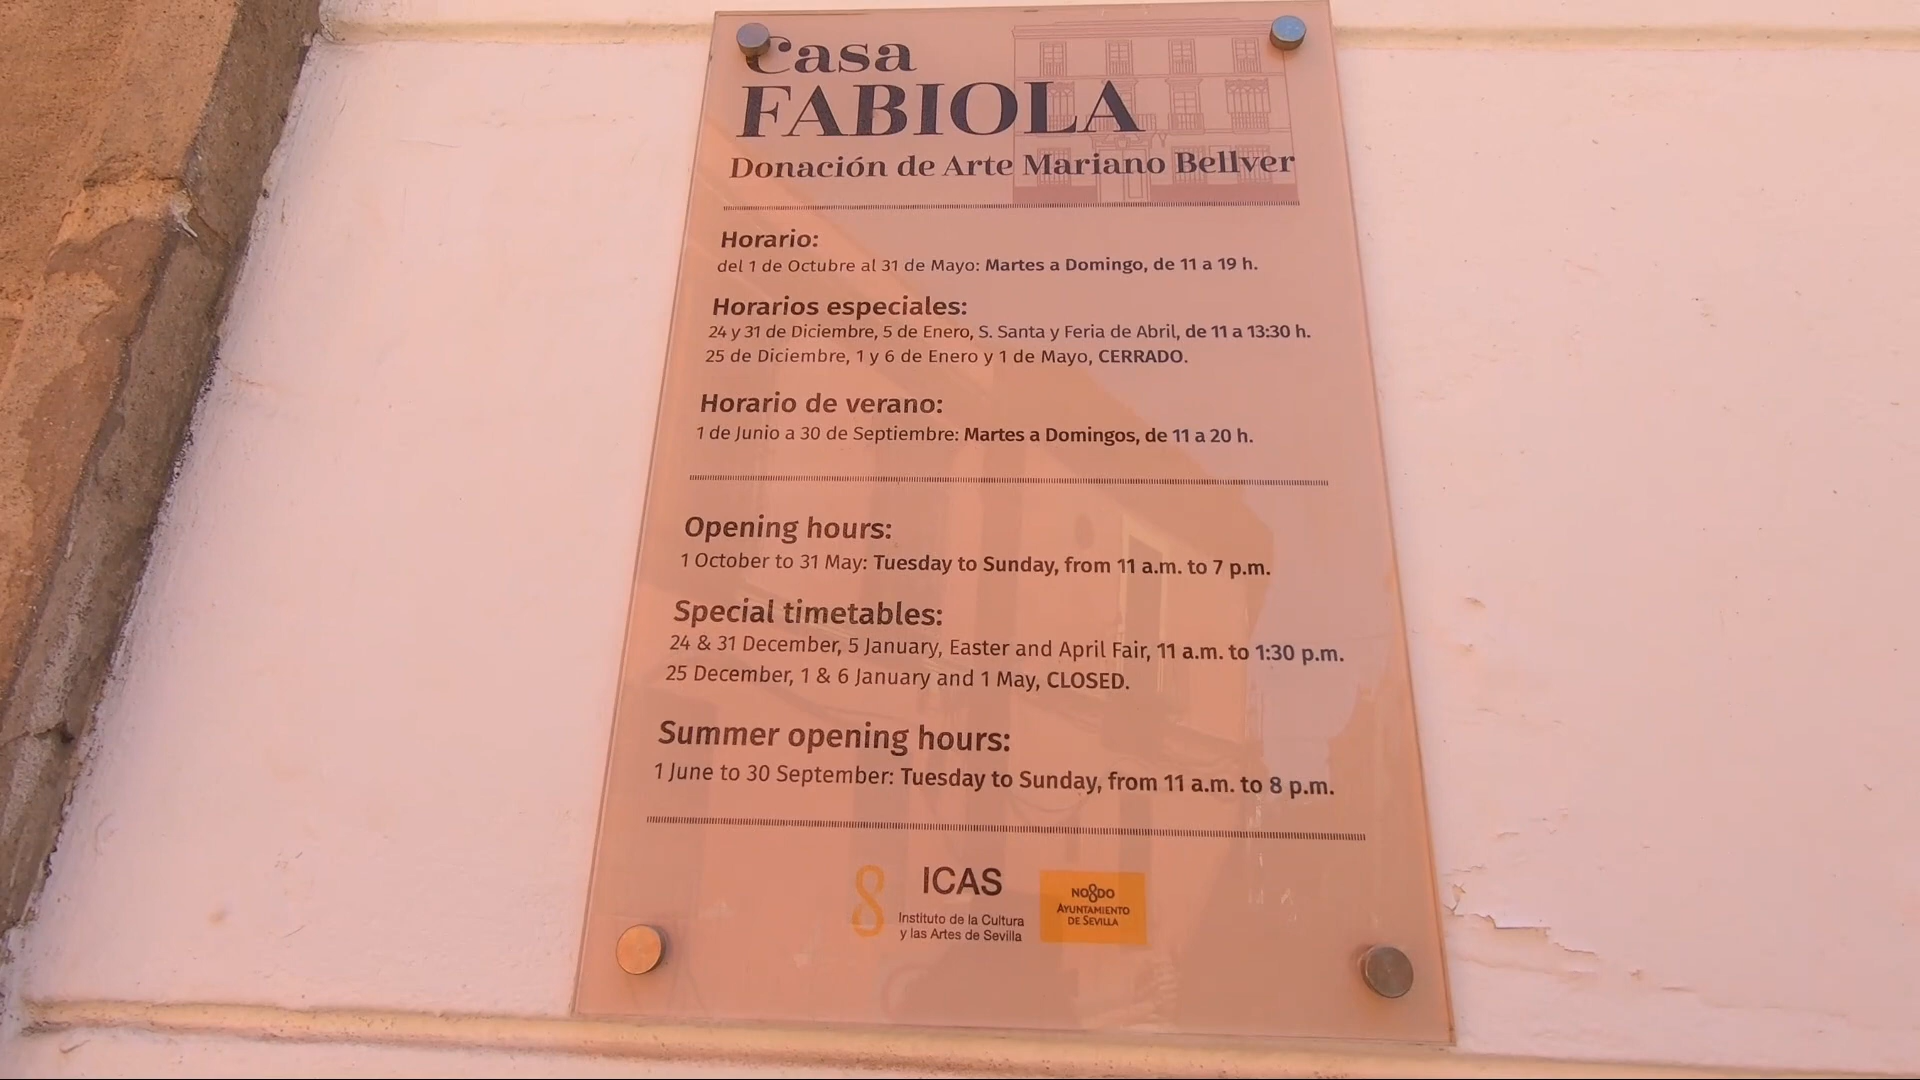 Casa
FABIOLA
Donación de Arte Mariano Bellver
Horario:
del 1 de Octubre al 31 de Mayo: Martes a Domingo, de 11 a 19 h.
Horarios especiales:
24 y 31 de Diciembre, 5 de Enero, S. Santa y Feria de Abril, de 11 a 13:30 h.
25 de Diciembre, 1 y 6 de Enero y 1 de Mayo, CERRADO.
Horario de verano:
1 de Junio a 30 de Septiembre: Martes a Domingos, de 11 a 20 h.
Opening hours:
1 October to 31 May: Tuesday to Sunday, from 11 a.m. to 7 p.m.
Special timetables:
24 & 31 December, 5 January, Easter and April Fair, 11 a.m. to 1:30 p.m.
25 December, 1 & 6 January and 1 May, CLOSED.
Summer opening hours:
1 June to 30 September: Tuesday to Sunday, from 11 a.m. to 8 p.m.
ICAS
Instituto de la Cultura
y las Artes de Sevilla
NO8DO
AYUNTAMIENTO
DE SEVILLA